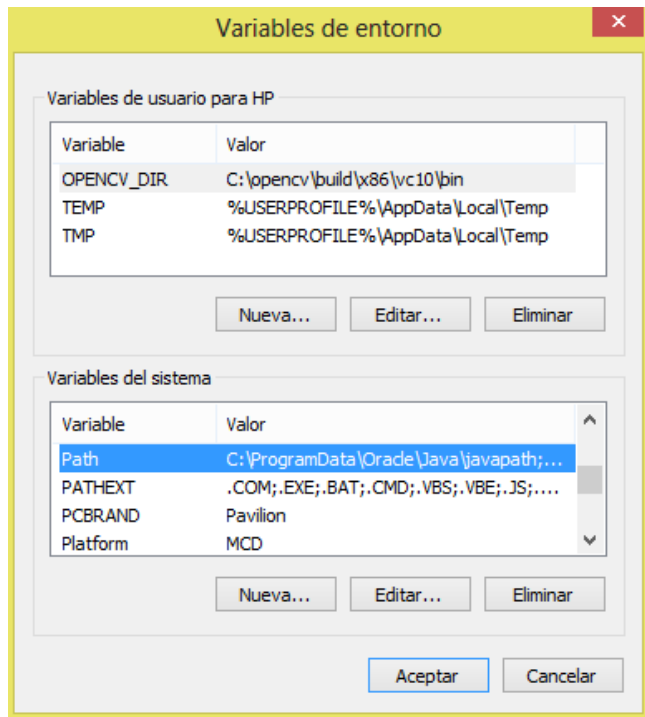 Variables de entorno
Variables de usuario para HP
Variable Valor
OPENCV_DIR C:\opencv\build\x86\vc10\bin
TEMP %USERPROFILE%\AppData\Local\Temp
TMP %USERPROFILE%\AppData\Local\Temp
Nueva... Editar... Eliminar
Variables del sistema
Variable Valor
Path C:\ProgramData\Oracle\Java\javapath;...
PATHEXT .COM;.EXE;.BAT;.CMD;.VBS;.VBE;.JS;....
PCBRAND Pavilion
Platform MCD
Nueva... Editar... Eliminar
Aceptar Cancelar